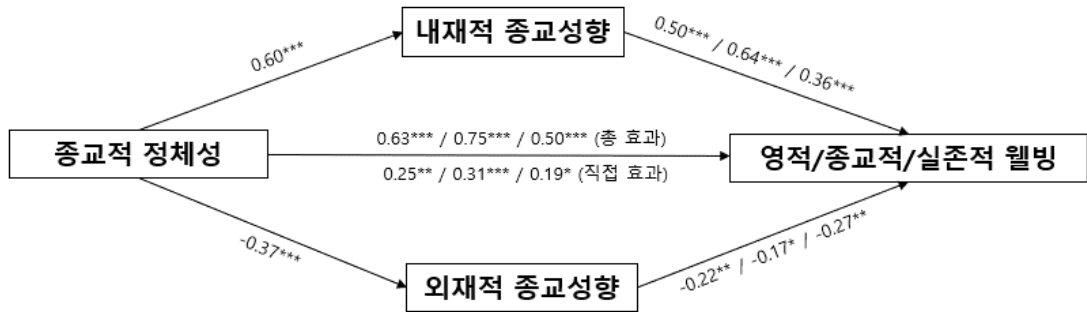 내재적 종교성향
0.60***
0.50*** / 0.64*** / 0.36***
종교적 정체성
0.63*** / 0.75*** / 0.50*** (총 효과)
0.25** / 0.31*** / 0.19* (직접 효과)
영적/종교적/실존적 웰빙
-0.37***
외재적 종교성향
-0.22** / -0.17* / -0.27**